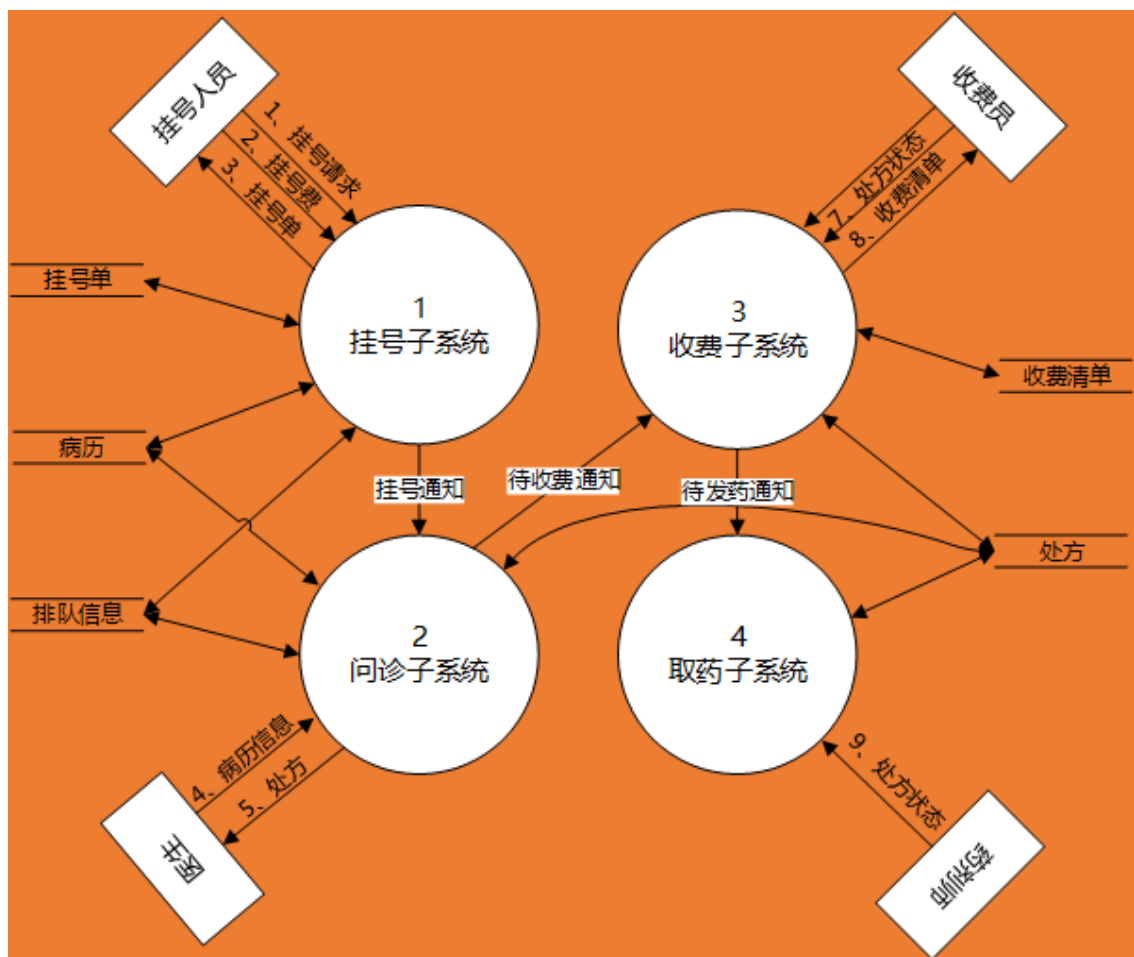 挂号人员
1、挂号请求
2、挂号费
3、挂号单
收费员
7、处方状态
8、收费清单
挂号单
1
挂号子系统
3
收费子系统
收费清单
病历
挂号通知
待收费通知
待发药通知
处方
排队信息
2
问诊子系统
4
取药子系统
4、病历信息
5、处方
医生
9、处方状态
药剂师